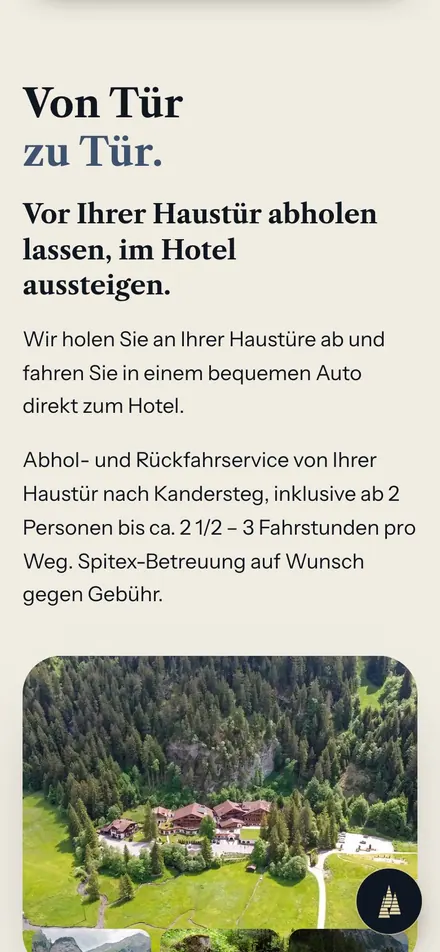 Von Tür
zu Tür.
Vor Ihrer Haustür abholen
lassen, im Hotel
aussteigen.
Wir holen Sie an Ihrer Haustüre ab und
fahren Sie in einem bequemen Auto
direkt zum Hotel.
Abhol- und Rückfahrservice von Ihrer
Haustür nach Kandersteg, inklusive ab 2
Personen bis ca. 2 1/2 – 3 Fahrstunden pro
Weg. Spitex-Betreuung auf Wunsch
gegen Gebühr.